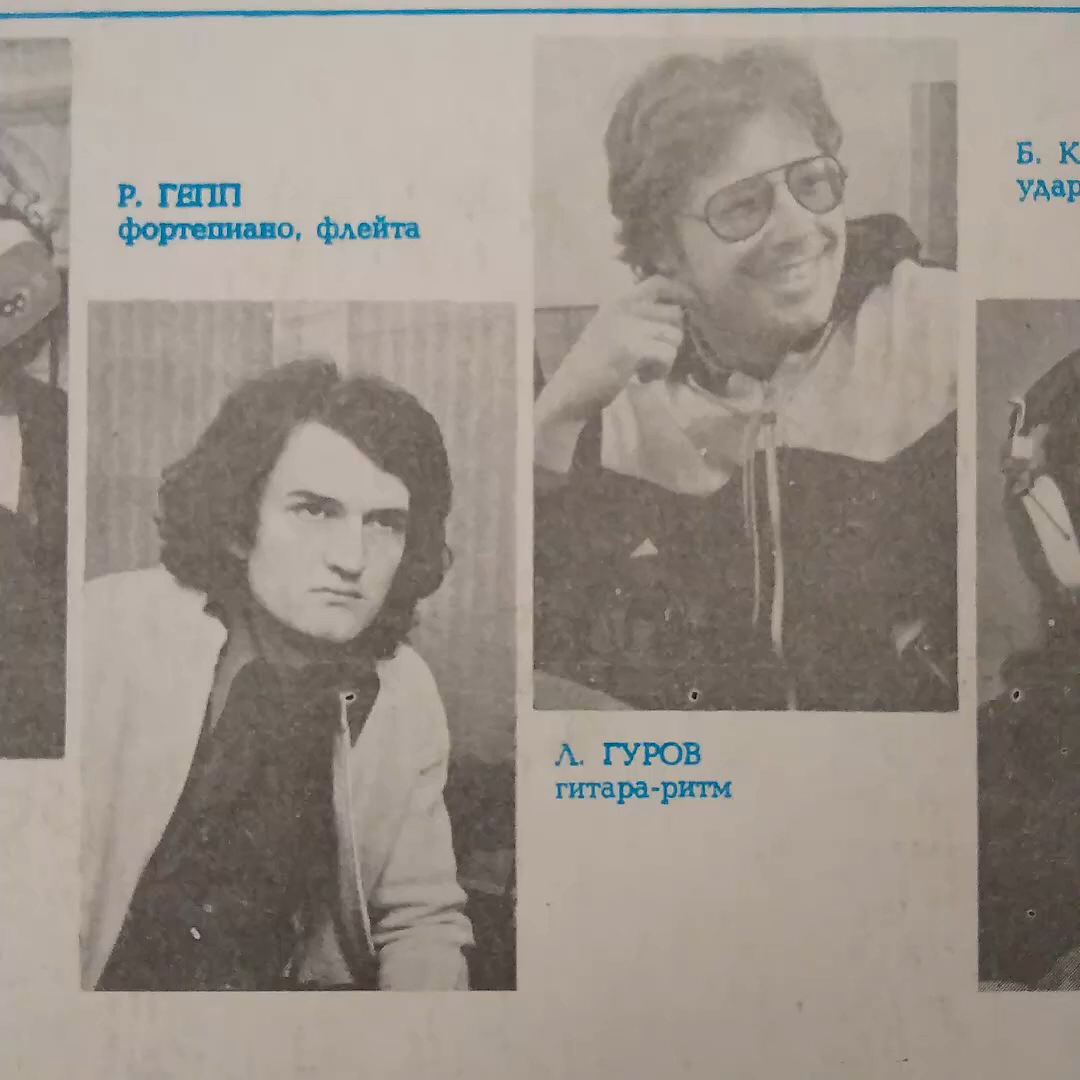 Р. ГЕПП
фортепиано, флейта
Л. ГУРОВ
гитара-ритм
Б.